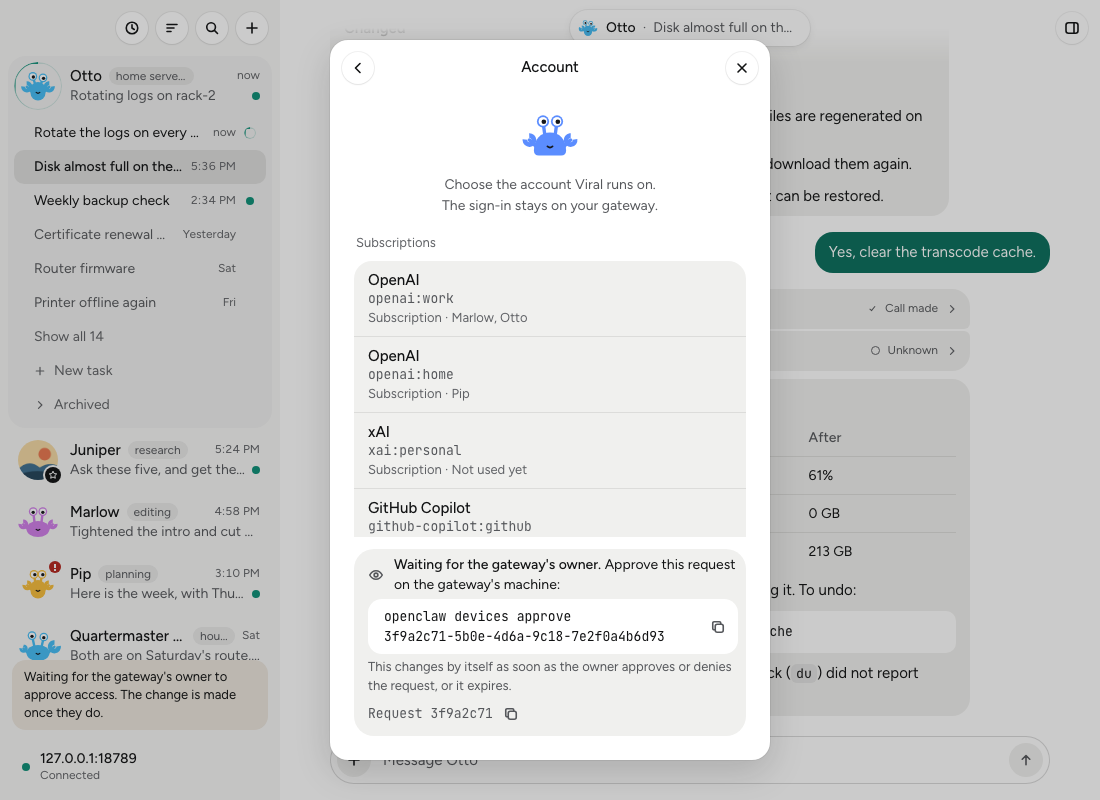 Otto
home serve…
now
Rotating logs on rack-2
Rotate the logs on every …
now
Disk almost full on the…
5:36 PM
Weekly backup check
2:34 PM
Certificate renewal …
Yesterday
Router firmware
Sat
Printer offline again
Fri
Show all 14
New task
Archived
Juniper
research
5:24 PM
Ask these five, and get the…
Marlow
editing
4:58 PM
Tightened the intro and cut …
Pip
planning
3:10 PM
Here is the week, with Thu…
Quartermaster …
hou…
Sat
Both are on Saturday's route.…
Waiting for the gateway's owner to
approve access. The change is made
once they do.
127.0.0.1:18789
Connected
Changed
Otto · Disk almost full on th…
Account
Choose the account Viral runs on.
The sign-in stays on your gateway.
Subscriptions
OpenAI
openai:work
Subscription · Marlow, Otto
OpenAI
openai:home
Subscription · Pip
xAI
xai:personal
Subscription · Not used yet
GitHub Copilot
github-copilot:github
Waiting for the gateway's owner. Approve this request
on the gateway's machine:
openclaw devices approve
3f9a2c71-5b0e-4d6a-9c18-7e2f0a4b6d93
This changes by itself as soon as the owner approves or denies
the request, or it expires.
Request 3f9a2c71
are regenerated on
download them again.
can be restored.
Yes, clear the transcode cache.
Call made
Unknown
After
61%
0 GB
213 GB
it. To undo:
( du ) did not report
Message Otto